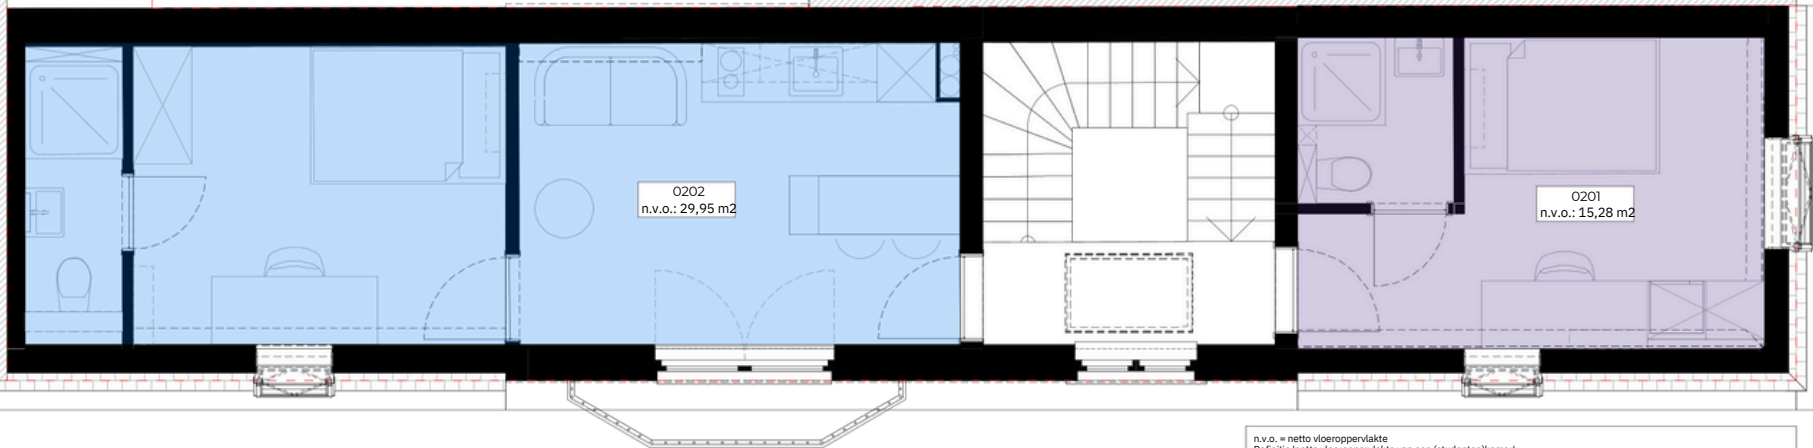 0202
n.v.o.: 29,95 m2
0201
n.v.o.: 15,28 m2
n.v.o. = netto vloeroppervlakte